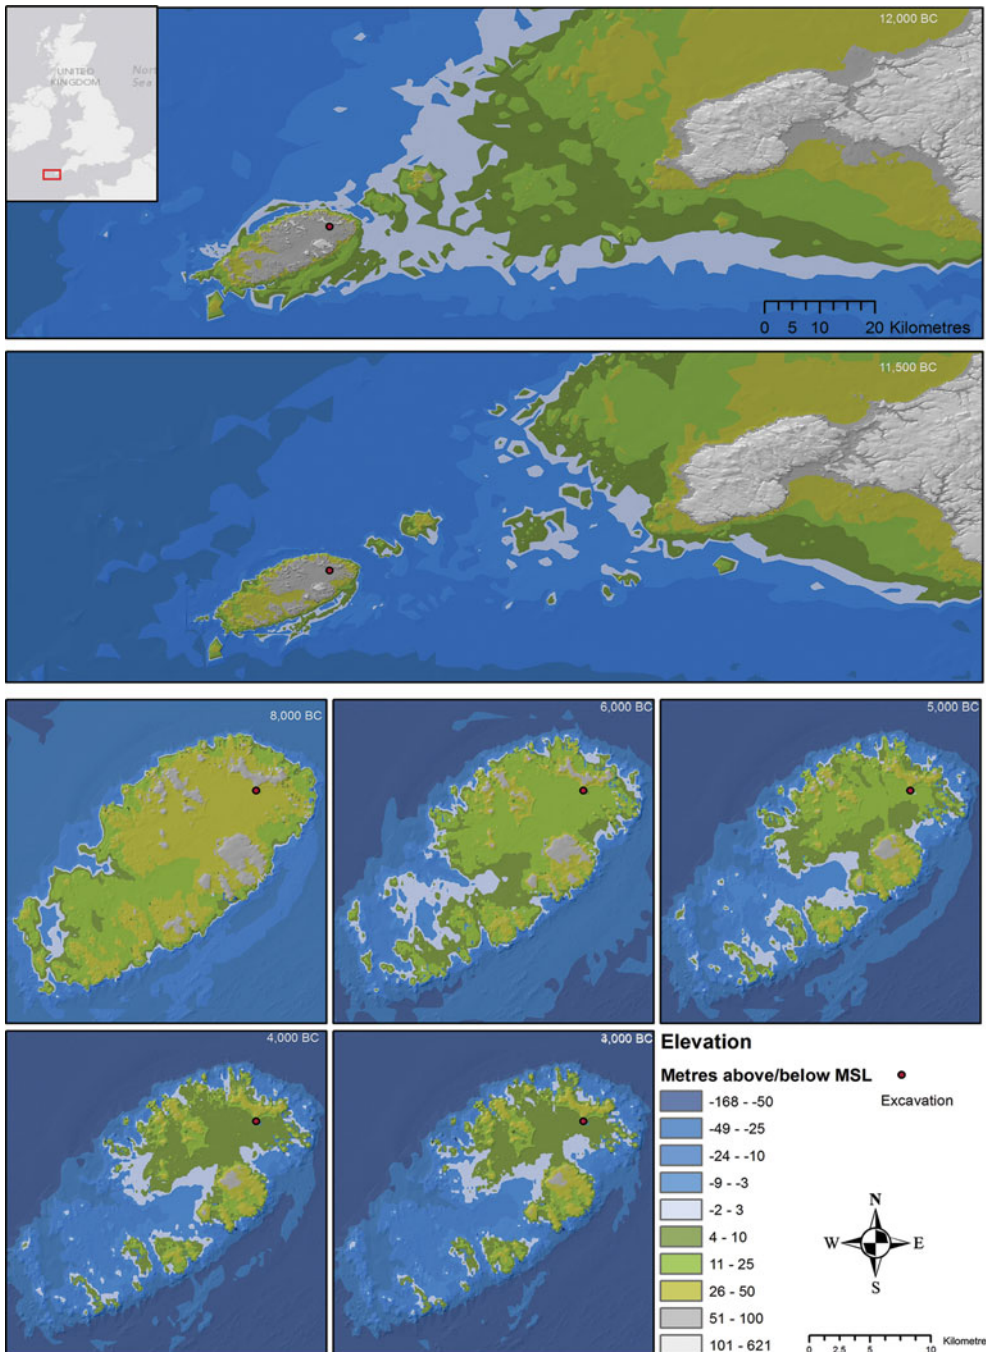 12,000 BC
UNITED
KINGDOM
Nor
Sea
0 5 10 20 Kilometres
11,500 BC
8,000 BC
6,000 BC
5,000 BC
4,000 BC
3,000 BC
Elevation
Metres above/below MSL
Excavation
-168 - -50
-49 - -25
-24 - -10
-9 - -3
-2 - 3
4 - 10
11 - 25
26 - 50
51 - 100
101 - 621
N
W E
S
Kilometre
0 2.5 5 10